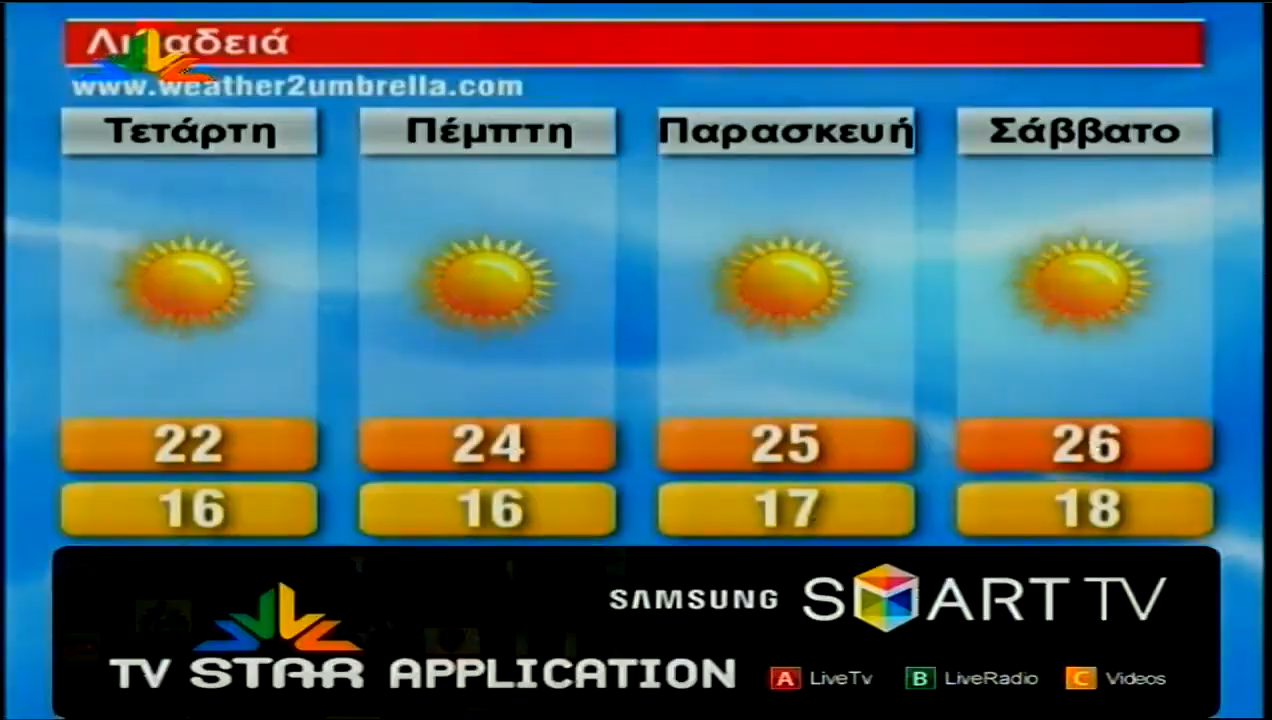 www.weather2umbrella.com
Τετάρτη Πέμπτη Παρασκευή Σάββατο
22 24 25 26
16 16 17 18
SAMSUNG SMART TV
TV STAR APPLICATION A LiveTv B LiveRadio C Videos